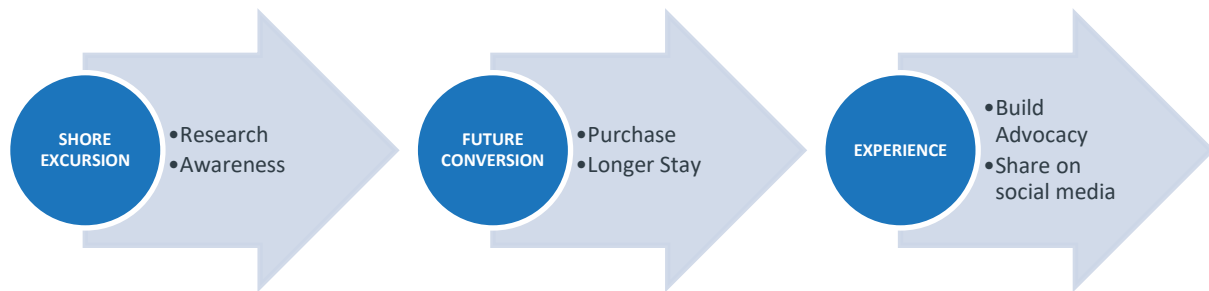 SHORE
EXCURSION
•Research
•Awareness
FUTURE
CONVERSION
•Purchase
•Longer Stay
EXPERIENCE
•Build
Advocacy
•Share on
social media